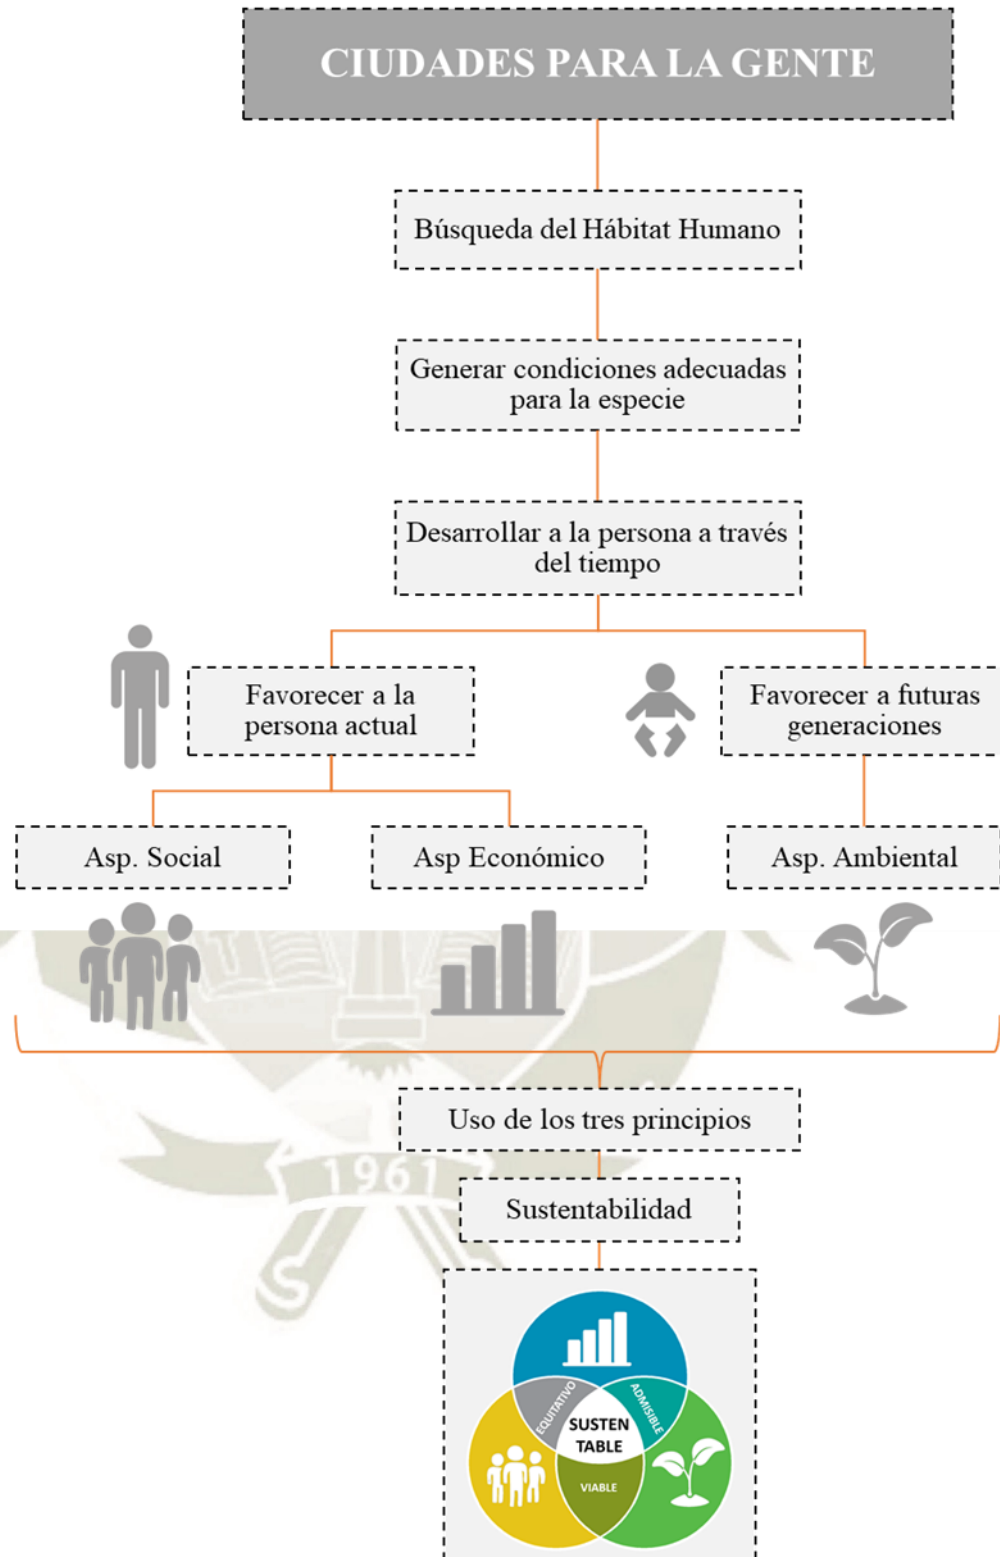 CIUDADES PARA LA GENTE
Búsqueda del Hábitat Humano
Generar condiciones adecuadas
para la especie
Desarrollar a la persona a través
del tiempo
Favorecer a la
persona actual
Favorecer a futuras
generaciones
Asp. Social
Asp Económico
Asp. Ambiental
Uso de los tres principios
1961
Sustentabilidad
S
EQUITATIVO
ADMISIBLE
SUSTEN
TABLE
VIABLE